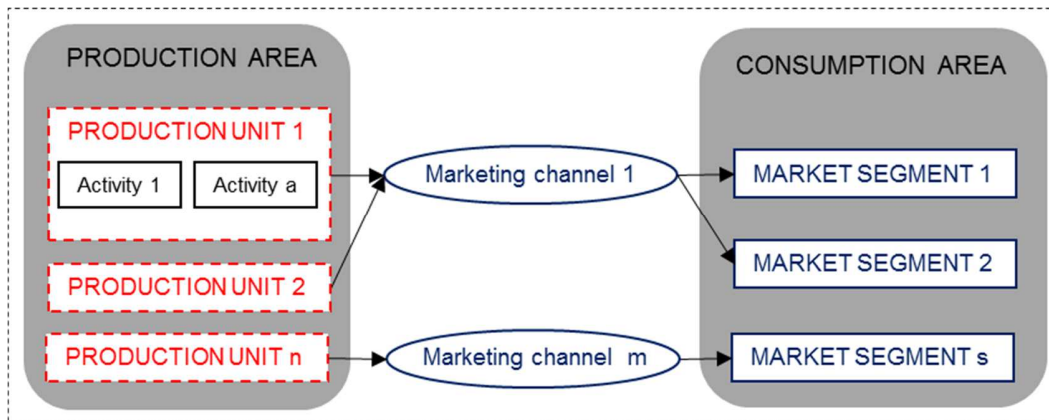 PRODUCTION AREA
PRODUCTION UNIT 1
Activity 1
Activity a
PRODUCTION UNIT 2
PRODUCTION UNIT n
Marketing channel 1
Marketing channel m
CONSUMPTION AREA
MARKET SEGMENT 1
MARKET SEGMENT 2
MARKET SEGMENT s